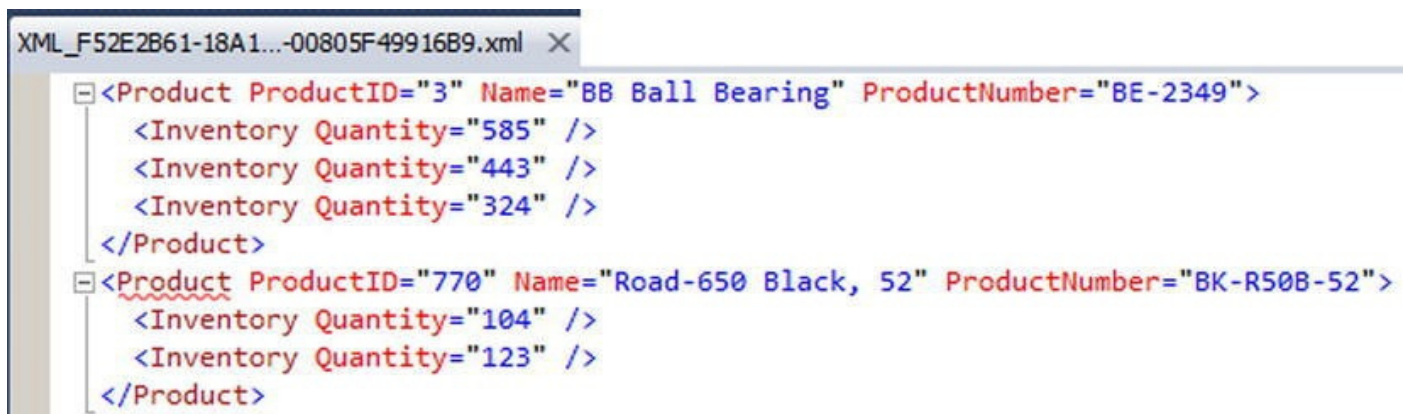 XML_F52E2B61-18A1...-00805F49916B9.xml
<Product ProductID="3" Name="BB Ball Bearing" ProductNumber="BE-2349">
<Inventory Quantity="585" />
<Inventory Quantity="443" />
<Inventory Quantity="324" />
</Product>
<Product ProductID="770" Name="Road-650 Black, 52" ProductNumber="BK-R50B-52">
<Inventory Quantity="104" />
<Inventory Quantity="123" />
</Product>